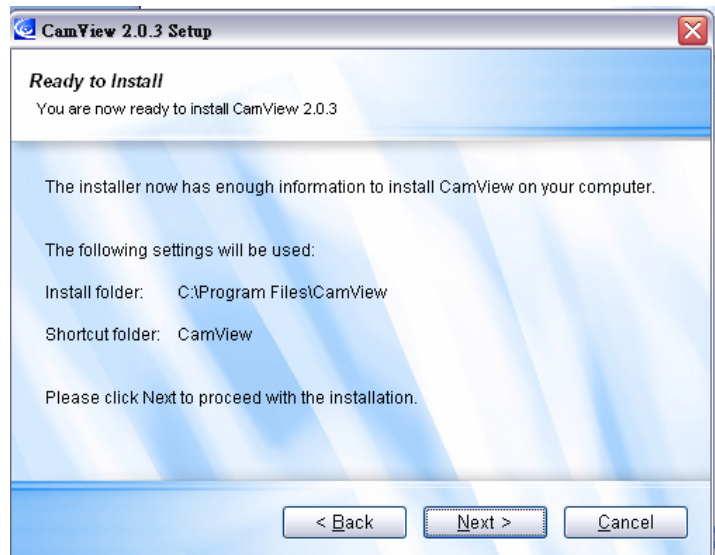 CamView 2.0.3 Setup
Ready to Install
You are now ready to install CamView 2.0.3
The installer now has enough information to install CamView on your computer.
The following settings will be used:
Install folder: C:\Program Files\CamView
Shortcut folder: CamView
Please click Next to proceed with the installation.
< Back Next > Cancel